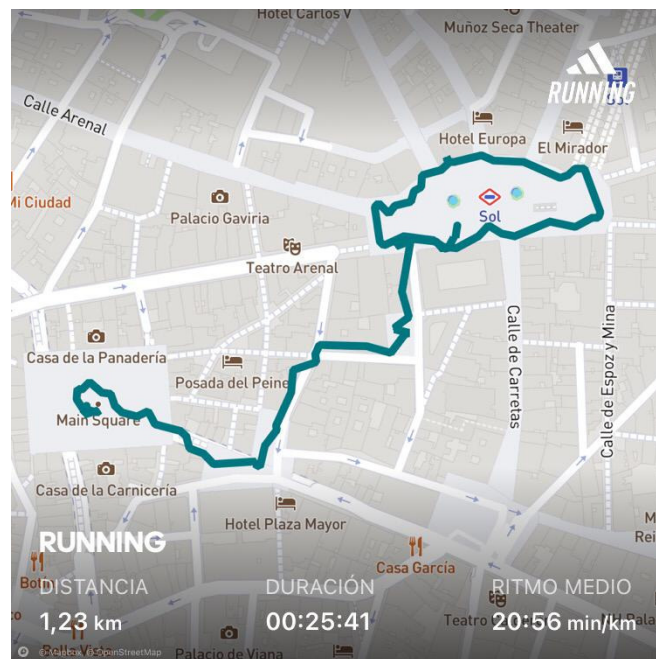 Hotel Carlos V
Muñoz Seca Theater
RUNNING
Calle Arenal
Hotel Europa
El Mirador
Mi Ciudad
Palacio Gaviria
Sol
Teatro Arenal
Calle de Carretas
Calle de Espoz y Mina
Casa de la Panadería
Posada del Peine
Main Square
Casa de la Carnicería
Hotel Plaza Mayor
RUNNING
Casa García
Botín
DISTANCIA
DURACIÓN
RITMO MEDIO
1,23 km
00:25:41
20:56 min/km
Bella Vista
© Mapbox, © OpenStreetMap
Palacio de Viana